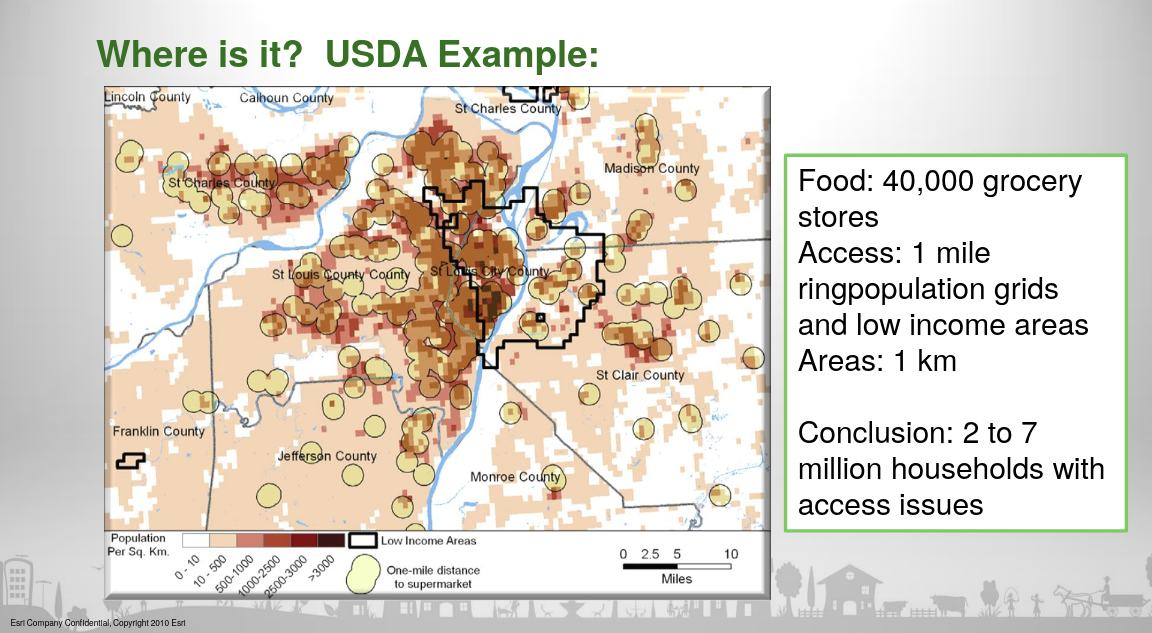 Where is it?  USDA Example:
Lincoln County
Calhoun County
St Charles County
Madison County
St Charles County
St Louis County County
St Louis City County
St Clair County
Franklin County
Jefferson County
Monroe County
Population
Per Sq. Km.
0 - 10
10 - 500
500-1000
1000-2500
2500-3000
>3000
Low Income Areas
One-mile distance
to supermarket
0 2.5 5 10
Miles
Food: 40,000 grocery
stores
Access: 1 mile
ringpopulation grids
and low income areas
Areas: 1 km
Conclusion: 2 to 7
million households with
access issues
Esri Company Confidential, Copyright 2010 Esri